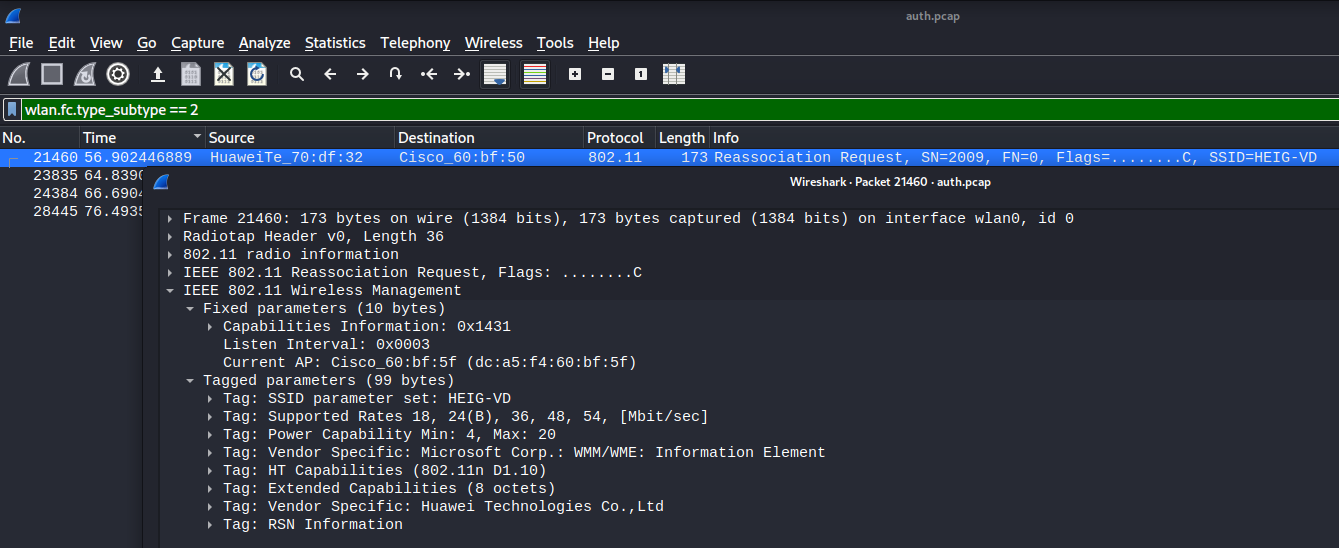 auth.pcap
File Edit View Go Capture Analyze Statistics Telephony Wireless Tools Help
wlan.fc.type_subtype == 2
No. Time Source Destination Protocol Length Info
21460 56.902446889 HuaweiTe_70:df:32 Cisco_60:bf:50 802.11 173 Reassociation Request, SN=2009, FN=0, Flags=........C, SSID=HEIG-VD
23835 64.8390
24384 66.6904
28445 76.4935
Wireshark · Packet 21460 · auth.pcap
Frame 21460: 173 bytes on wire (1384 bits), 173 bytes captured (1384 bits) on interface wlan0, id 0
Radiotap Header v0, Length 36
802.11 radio information
IEEE 802.11 Reassociation Request, Flags: ........C
IEEE 802.11 Wireless Management
Fixed parameters (10 bytes)
Capabilities Information: 0x1431
Listen Interval: 0x0003
Current AP: Cisco_60:bf:5f (dc:a5:f4:60:bf:5f)
Tagged parameters (99 bytes)
Tag: SSID parameter set: HEIG-VD
Tag: Supported Rates 18, 24(B), 36, 48, 54, [Mbit/sec]
Tag: Power Capability Min: 4, Max: 20
Tag: Vendor Specific: Microsoft Corp.: WMM/WME: Information Element
Tag: HT Capabilities (802.11n D1.10)
Tag: Extended Capabilities (8 octets)
Tag: Vendor Specific: Huawei Technologies Co.,Ltd
Tag: RSN Information